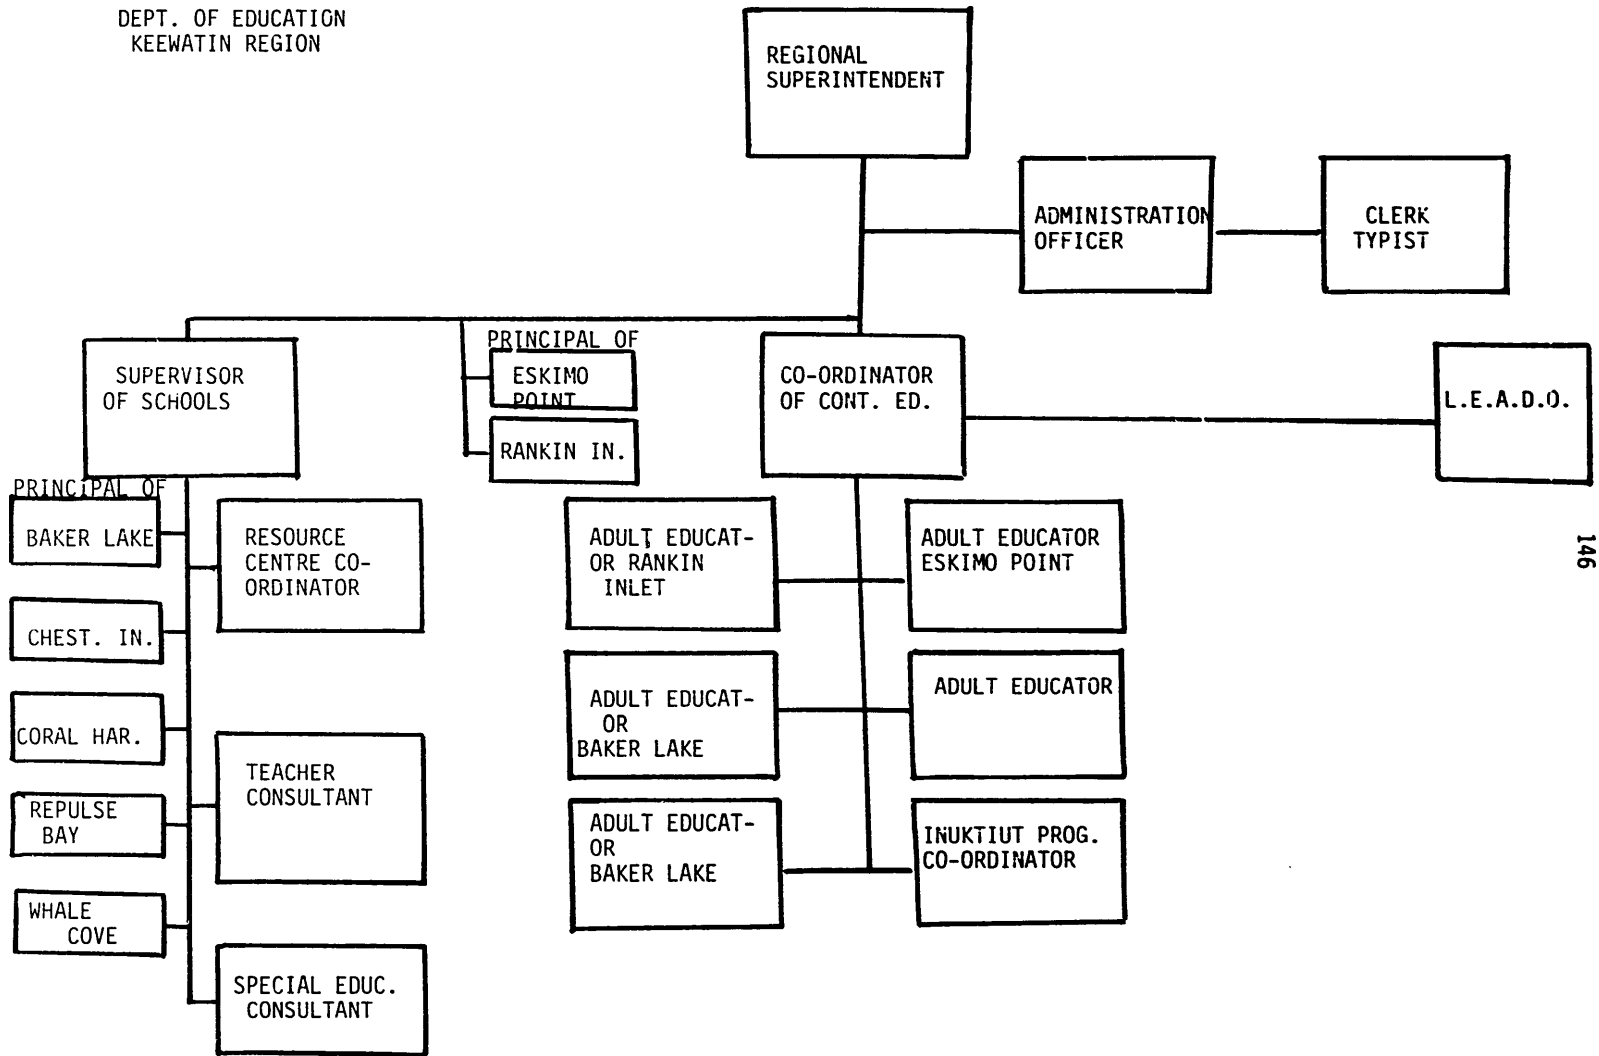 DEPT. OF EDUCATION
KEEWATIN REGION
REGIONAL
SUPERINTENDENT
ADMINISTRATION
OFFICER
CLERK
TYPIST
SUPERVISOR
OF SCHOOLS
PRINCIPAL OF
ESKIMO
POINT
RANKIN IN.
CO-ORDINATOR
OF CONT. ED.
L.E.A.D.O.
PRINCIPAL OF
BAKER LAKE
CHEST. IN.
CORAL HAR.
REPULSE
BAY
WHALE
COVE
RESOURCE
CENTRE CO-
ORDINATOR
TEACHER
CONSULTANT
SPECIAL EDUC.
CONSULTANT
ADULT EDUCAT-
OR RANKIN
INLET
ADULT EDUCATOR
ESKIMO POINT
ADULT EDUCAT-
OR
BAKER LAKE
ADULT EDUCATOR
ADULT EDUCAT-
OR
BAKER LAKE
INUKTIUT PROG.
CO-ORDINATOR
146